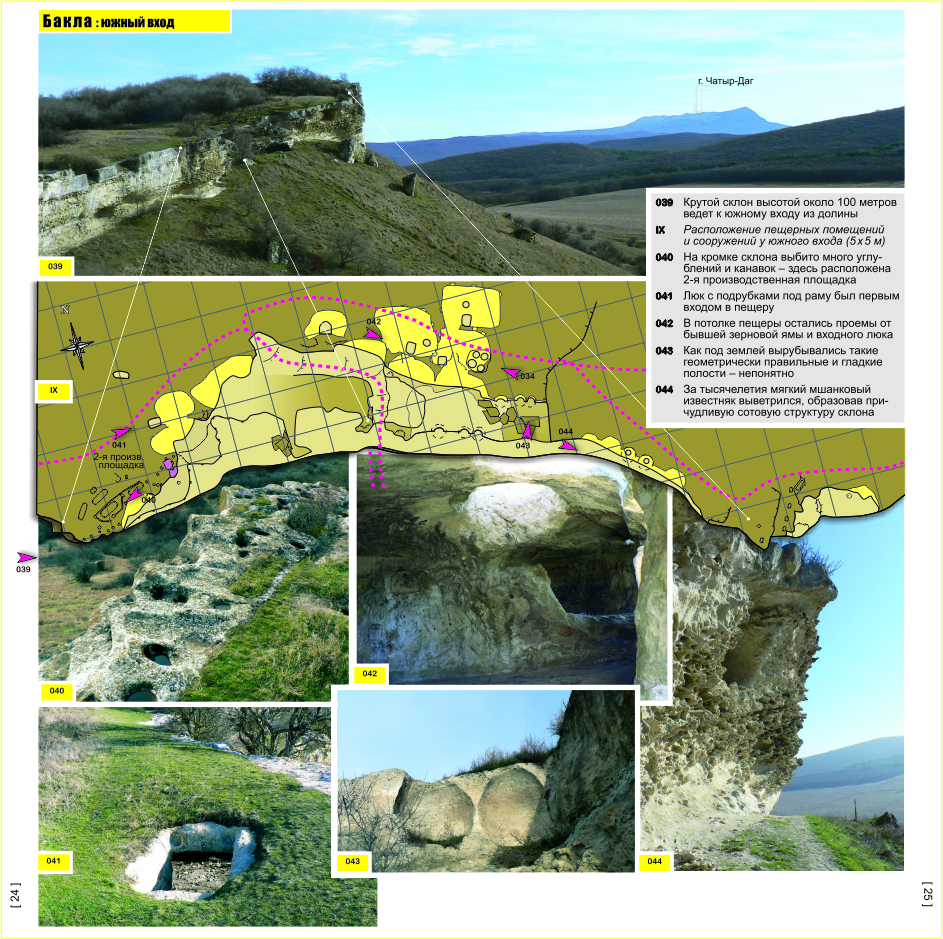 Бакла : южный вход
г. Чатыр-Даг
039 Крутой склон высотой около 100 метров
ведет к южному входу из долины
IX Расположение пещерных помещений
и сооружений у южного входа (5 х 5 м)
040 На кромке склона выбито много углу-
блений и канавок – здесь расположена
2-я производственная площадка
041 Люк с подрубками под раму был первым
входом в пещеру
042 В потолке пещеры остались проемы от
бывшей зерновой ямы и входного люка
043 Как под землей вырубывались такие
геометрически правильные и гладкие
полости – непонятно
044 За тысячелетия мягкий мшанковый
известняк выветрился, образовав при-
чудливую сотовую структуру склона
039
N
042
034
IX
041
043
044
2-я произв.
площадка
040
039
040
042
041
043
044
[ 24 ]
[ 25 ]